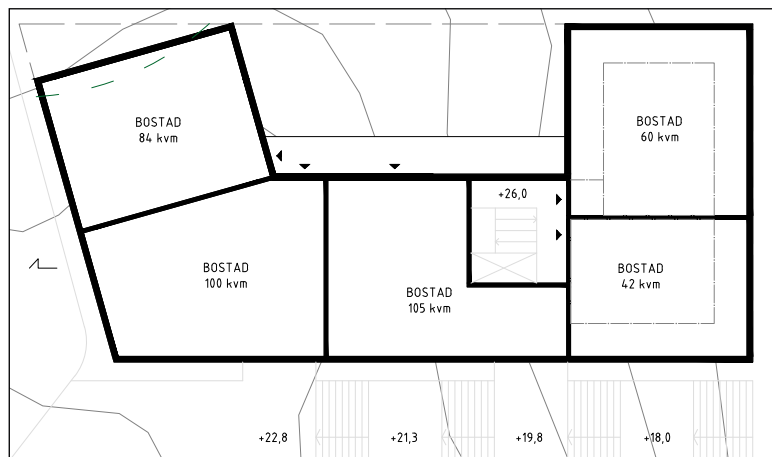 BOSTAD
84 kvm
BOSTAD
60 kvm
+26,0
BOSTAD
100 kvm
BOSTAD
105 kvm
BOSTAD
42 kvm
+22,8
+21,3
+19,8
+18,0